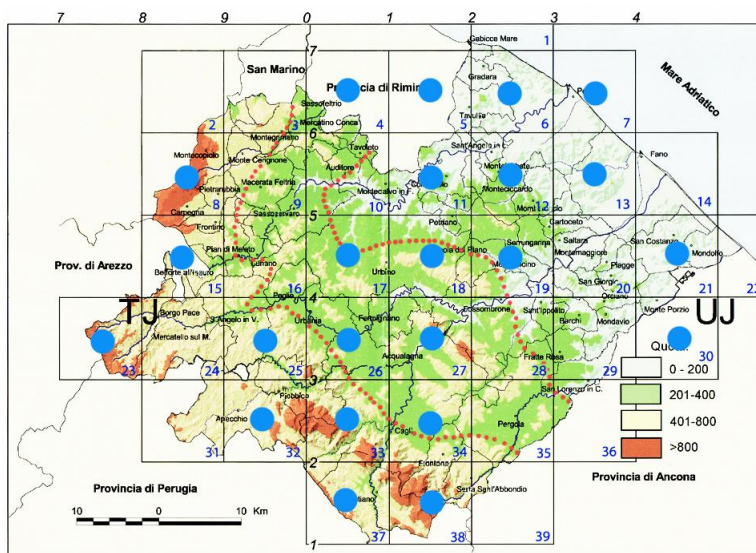 7 8 9 0 1 2 3 4
7
Gabicce Mare
1
San Marino
Gradara
Provincia di Rimini
Mare Adriatico
Sassofeltrio
Mercatino Conca
Tavullia
2 3 4 5 6 7
6
Montegrimano
Tavoleto
Sant'Angelo in L.
Fano
Montecopiolo
Monte Cerignone
Auditore
Pietrarubbia
Macerata Feltria
Montecalvo in F.
Monteciccardo
8 9 10 11 12 13 14
Carpegna
Sassocorvaro
5
Petriano
Cartoceto
Frontino
Serrungarina
Saltara
San Costanzo
Pian di Meleto
Lunano
Urbino
Montemaggiore
Mondolfo
Prov. di Arezzo
Piagge
Belforte all'Isauro
San Giorgio
15 16 17 18 19 20 21 22
Peglio
4
Orciano
TJ
UJ
Borgo Pace
Urbania
Fermignano
Fossombrone
Sant'Ippolito
Monte Porzio
S.Angelo in V.
Barchi
Mondavio
Mercatello sul M.
Acqualagna
Fratte Rosa
23 24 25 26 27 28 29 30
3
0 - 200
San Lorenzo in C.
201-400
Piobbico
Apecchio
401-800
Cagli
Pergola
>800
31 32 33 34 35 36
2
Frontone
Provincia di Ancona
Provincia di Perugia
Serra Sant'Abbondio
10 0 10 Km
37 38 39
1